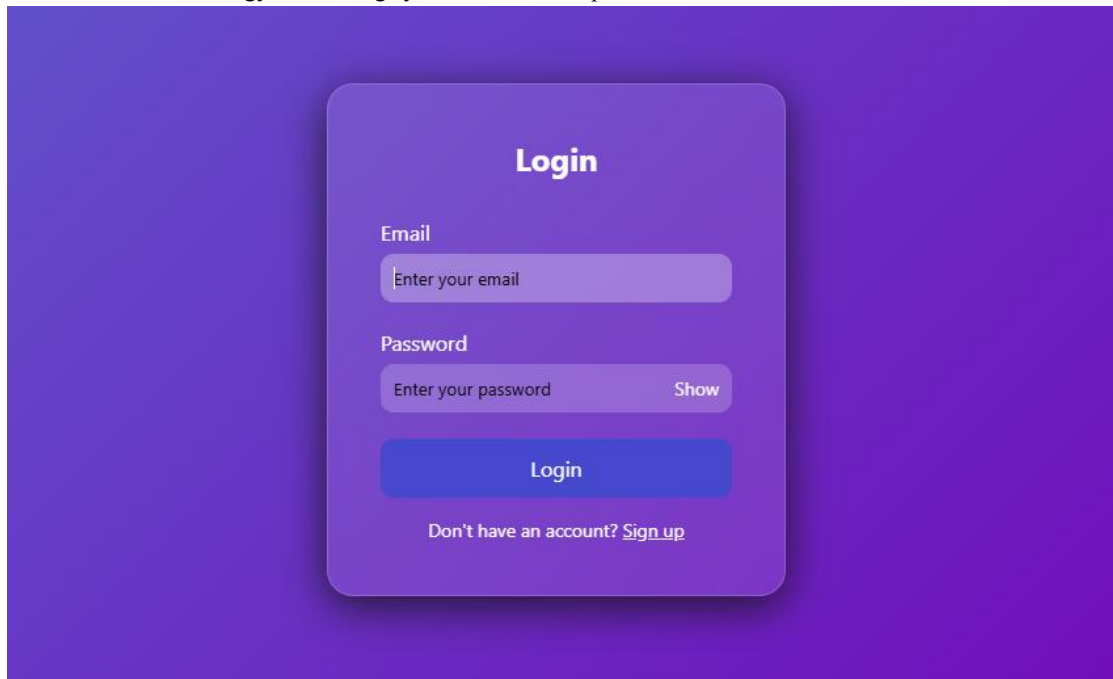 Login
Email
Enter your email
Password
Enter your password Show
Login
Don't have an account? Sign up